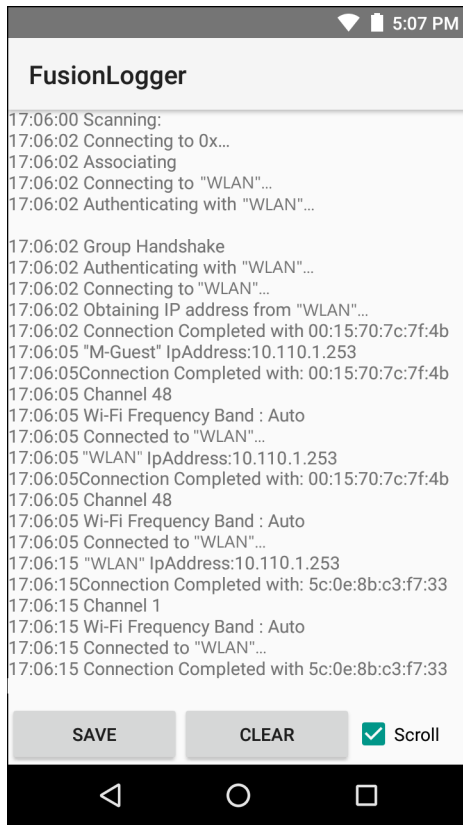 5:07 PM
FusionLogger
17:06:00 Scanning:
17:06:02 Connecting to 0x...
17:06:02 Associating
17:06:02 Connecting to "WLAN"...
17:06:02 Authenticating with "WLAN"...
17:06:02 Group Handshake
17:06:02 Authenticating with "WLAN"...
17:06:02 Connecting to "WLAN"...
17:06:02 Obtaining IP address from "WLAN"...
17:06:02 Connection Completed with 00:15:70:7c:7f:4b
17:06:05 "M-Guest" IpAddress:10.110.1.253
17:06:05Connection Completed with: 00:15:70:7c:7f:4b
17:06:05 Channel 48
17:06:05 Wi-Fi Frequency Band : Auto
17:06:05 Connected to "WLAN"...
17:06:05 "WLAN" IpAddress:10.110.1.253
17:06:05Connection Completed with: 00:15:70:7c:7f:4b
17:06:05 Channel 48
17:06:05 Wi-Fi Frequency Band : Auto
17:06:05 Connected to "WLAN"...
17:06:15 "WLAN" IpAddress:10.110.1.253
17:06:15Connection Completed with: 5c:0e:8b:c3:f7:33
17:06:15 Channel 1
17:06:15 Wi-Fi Frequency Band : Auto
17:06:15 Connected to "WLAN"...
17:06:15 Connection Completed with 5c:0e:8b:c3:f7:33
SAVE CLEAR Scroll